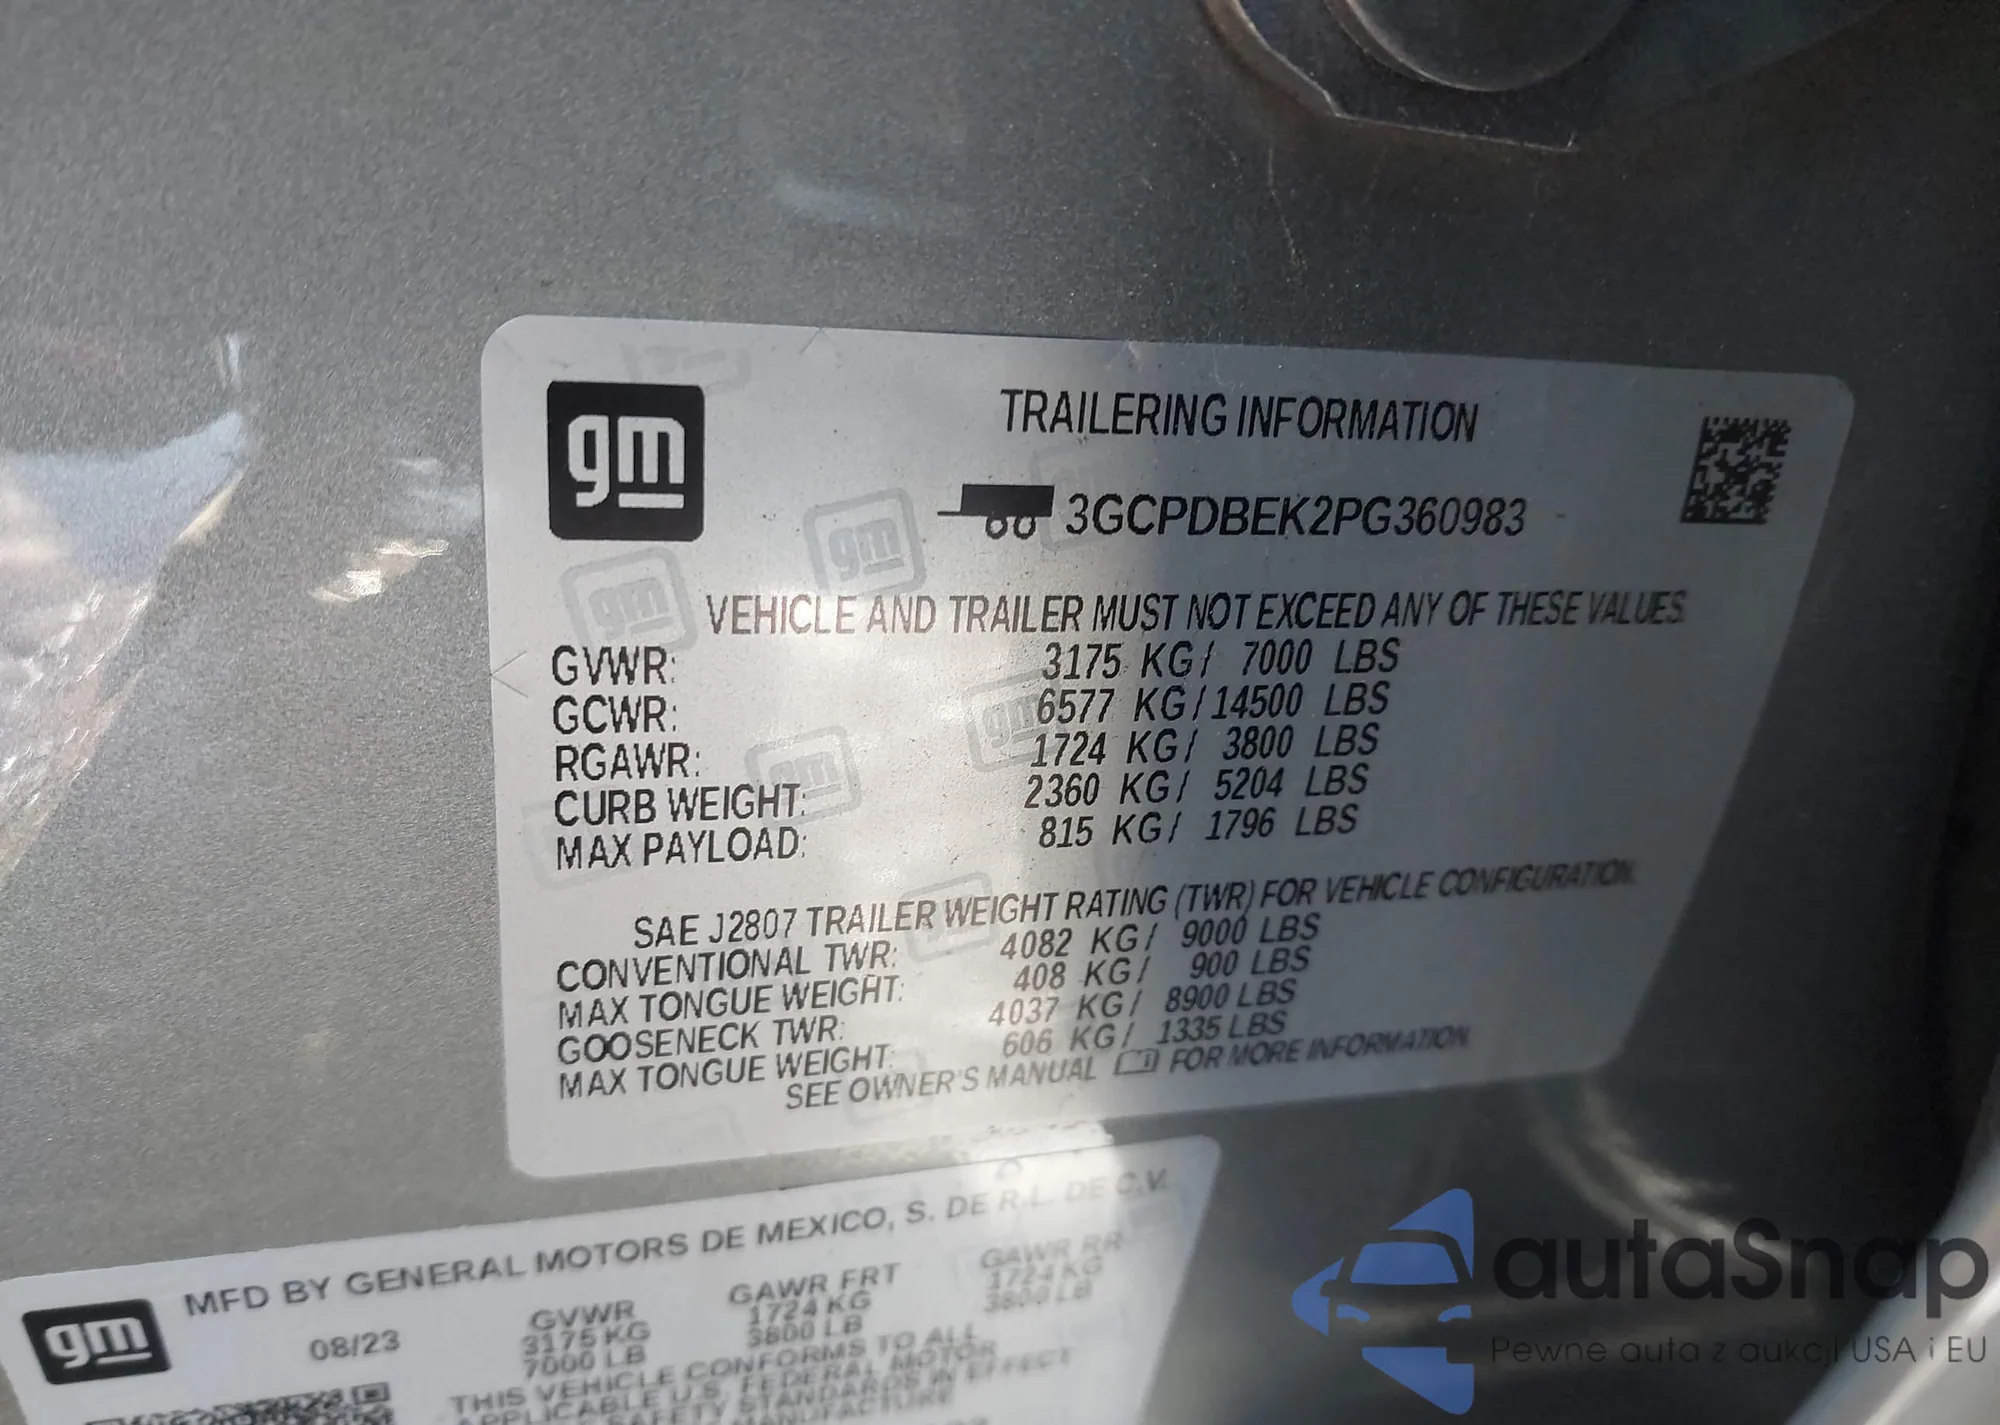 gm
TRAILERING INFORMATION
3GCPDBEK2PG360983
VEHICLE AND TRAILER MUST NOT EXCEED ANY OF THESE VALUES
GVWR: 3175 KG/ 7000 LBS
GCWR: 6577 KG/14500 LBS
RGAWR: 1724 KG/ 3800 LBS
CURB WEIGHT: 2360 KG/ 5204 LBS
MAX PAYLOAD: 815 KG/ 1796 LBS
SAE J2807 TRAILER WEIGHT RATING (TWR) FOR VEHICLE CONFIGURATION.
CONVENTIONAL TWR: 4082 KG/ 9000 LBS
MAX TONGUE WEIGHT: 408 KG/ 900 LBS
GOOSENECK TWR: 4037 KG/ 8900 LBS
MAX TONGUE WEIGHT: 606 KG/ 1335 LBS
SEE OWNER'S MANUAL FOR MORE INFORMATION
MFD BY GENERAL MOTORS DE MEXICO, S. DE R.L. DE C.V.
gm
08/23 GVWR GAWR FRT GAWR RR
3175 KG 1724 KG 1724 KG
7000 LB 3800 LB 3800 LB
THIS VEHICLE CONFORMS TO ALL
APPLICABLE U.S. FEDERAL MOTOR
SAFETY STANDARDS IN EFFECT
MANUFACTURE
autaSnap
Pewne auta z aukcji USA i EU